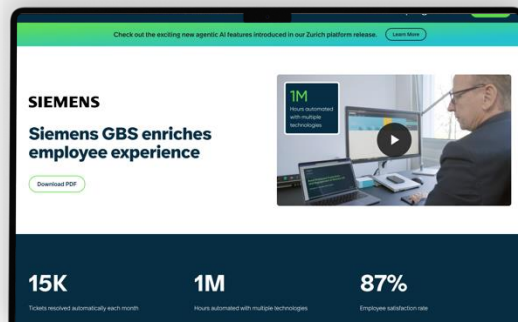 Check out the exciting new agentic AI features introduced in our Zurich platform release.
Learn More
SIEMENS
Siemens GBS enriches
employee experience
Download PDF
1M
Hours automated
with multiple
technologies
15K
Tickets resolved automatically each month
1M
Hours automated with multiple technologies
87%
Employee satisfaction rate